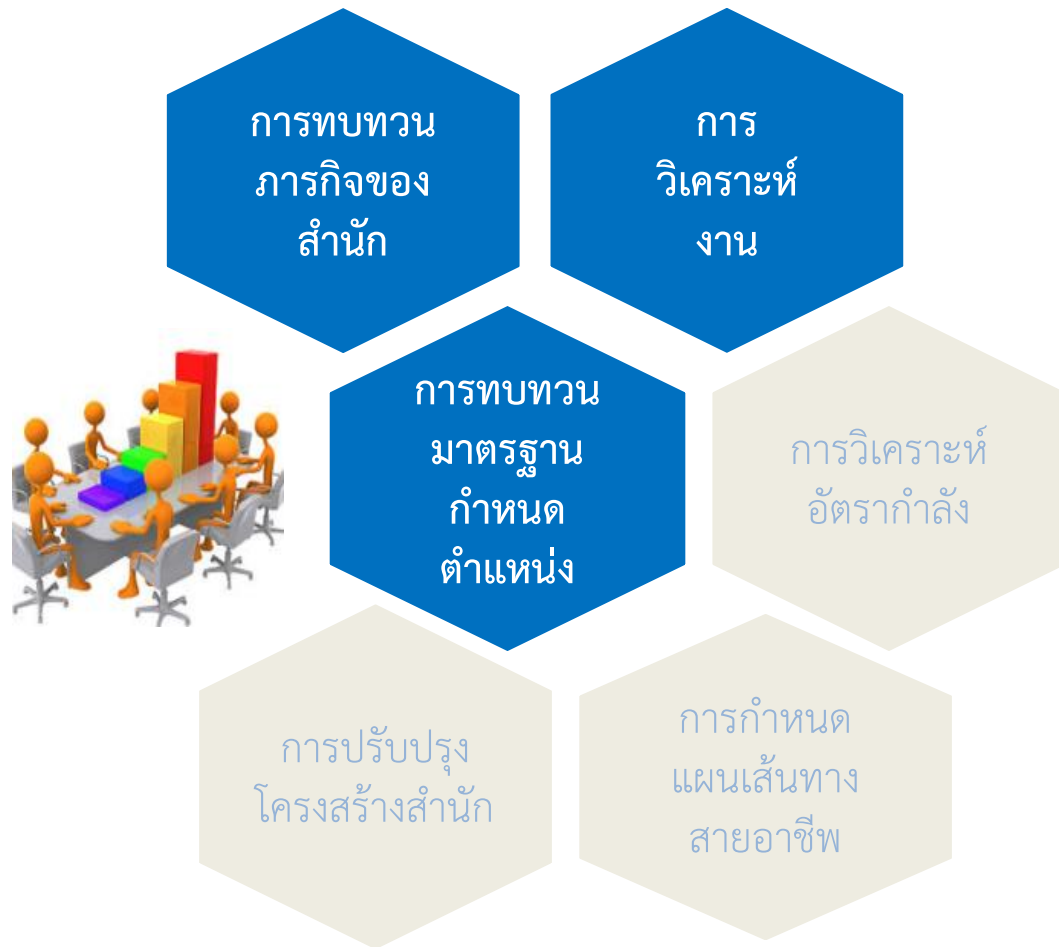 การทบทวน
ภารกิจของ
สำนัก
การ
วิเคราะห์
งาน
การทบทวน
มาตรฐาน
กำหนด
ตำแหน่ง
การวิเคราะห์
อัตรากำลัง
การปรับปรุง
โครงสร้างสำนัก
การกำหนด
แผนเส้นทาง
สายอาชีพ